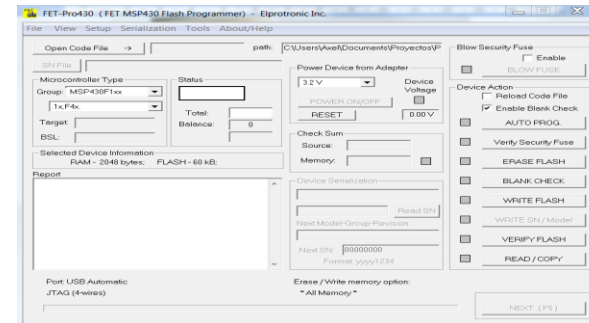 FET-Pro430 ( FET MSP430 Flash Programmer) - Elprotronic Inc.
File View Setup Serialization Tools About/Help
Open Code File ->
path:
C:\Users\Axel\Documents\Proyectos\P
SN File
Microcontroller Type
Group: MSP430F1xx
1x,F4x
Target:
BSL:
Status
Total:
Balance: 0
Selected Device Information
RAM - 2048 bytes; FLASH - 60 kB;
Report
Power Device from Adapter
3.2 V
Device Voltage
POWER ON/OFF
RESET
0.00 V
Check Sum
Source:
Memory:
Device Serialization
Read SN
Next Model-Group-Revision
Next SN: 00000000
Format: yyyy1234
Blow Security Fuse
Enable
BLOW FUSE
Device Action
Reload Code File
Enable Blank Check
AUTO PROG.
Verify Security Fuse
ERASE FLASH
BLANK CHECK
WRITE FLASH
WRITE SN / Model
VERIFY FLASH
READ / COPY
Port: USB Automatic
JTAG (4-wires)
Erase / Write memory option:
* All Memory *
NEXT (F5)